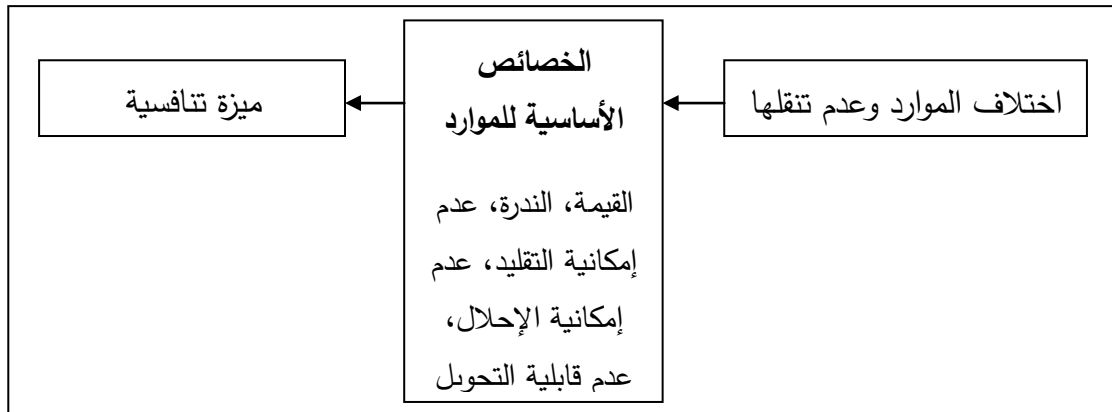 اختلاف الموارد وعدم تنقلها
الخصائص
الأساسية للموارد
القيمة، الندرة، عدم
إمكانية التقليد، عدم
إمكانية الإحلال،
عدم قابلية التحويل
ميزة تنافسية